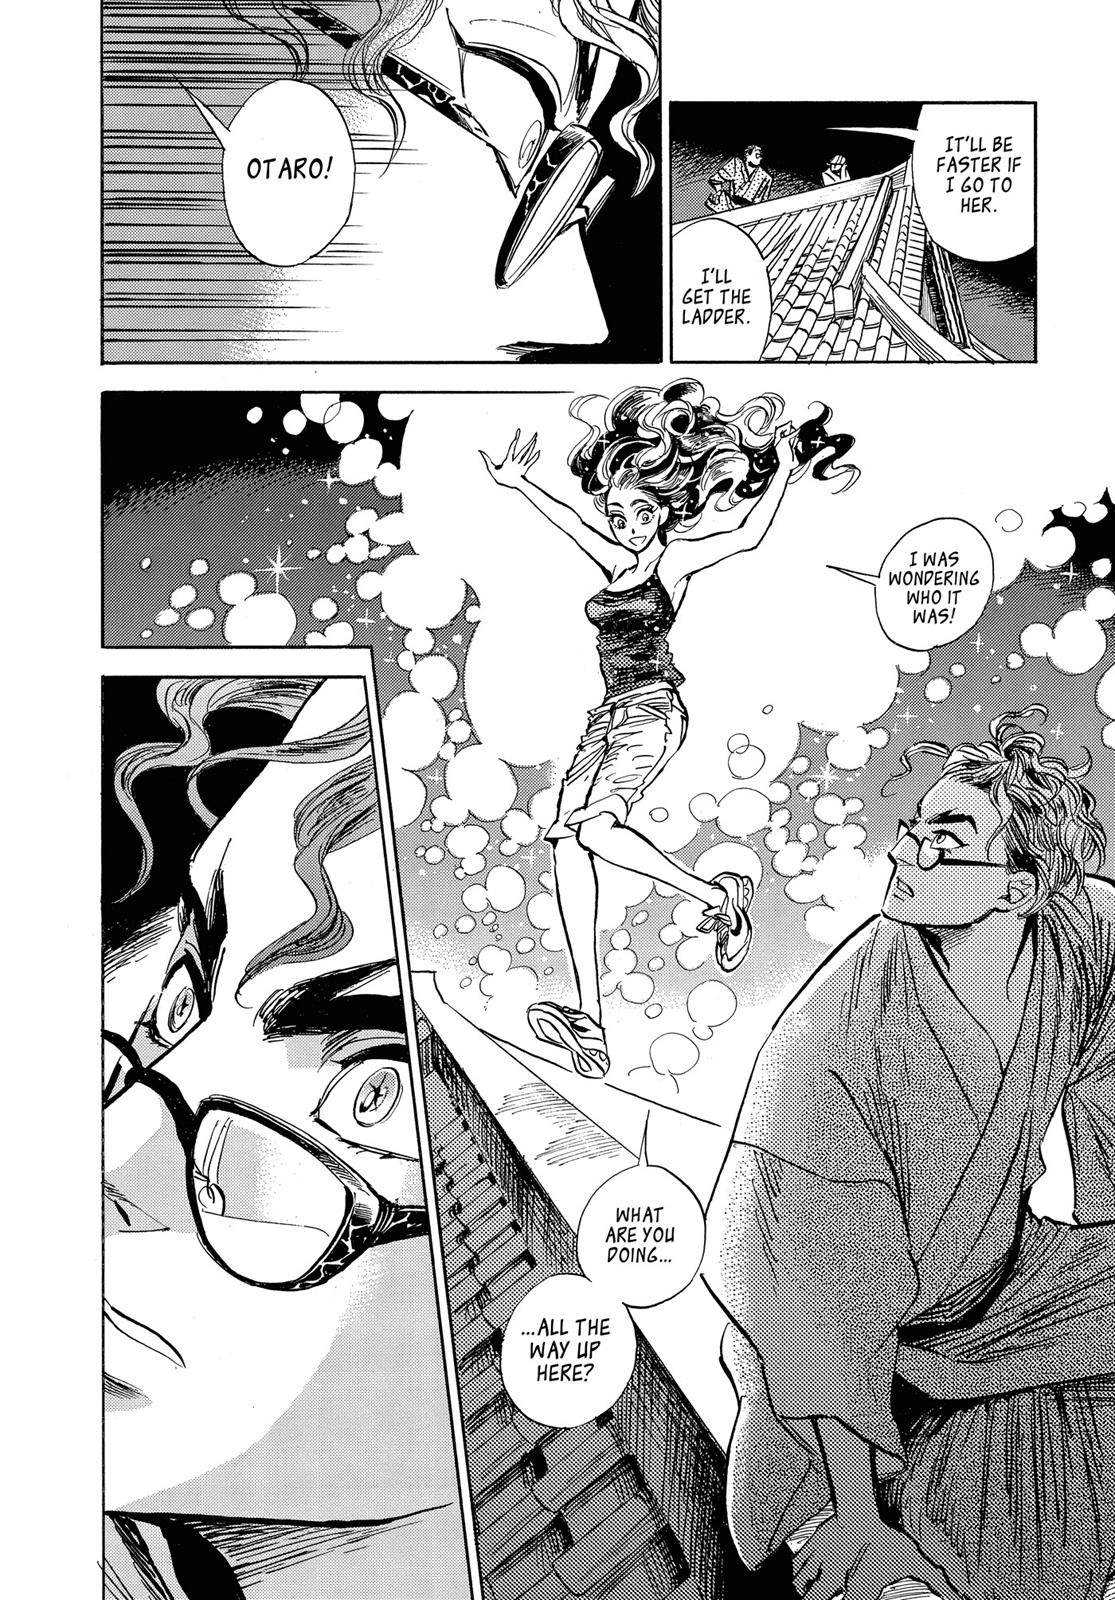 IT'LL BE
FASTER IF
I GO TO
HER.
I'LL
GET THE
LADDER.
OTARO!
I WAS
WONDERING
WHO IT
WAS!
WHAT
ARE YOU
DOING...
...ALL THE
WAY UP
HERE?